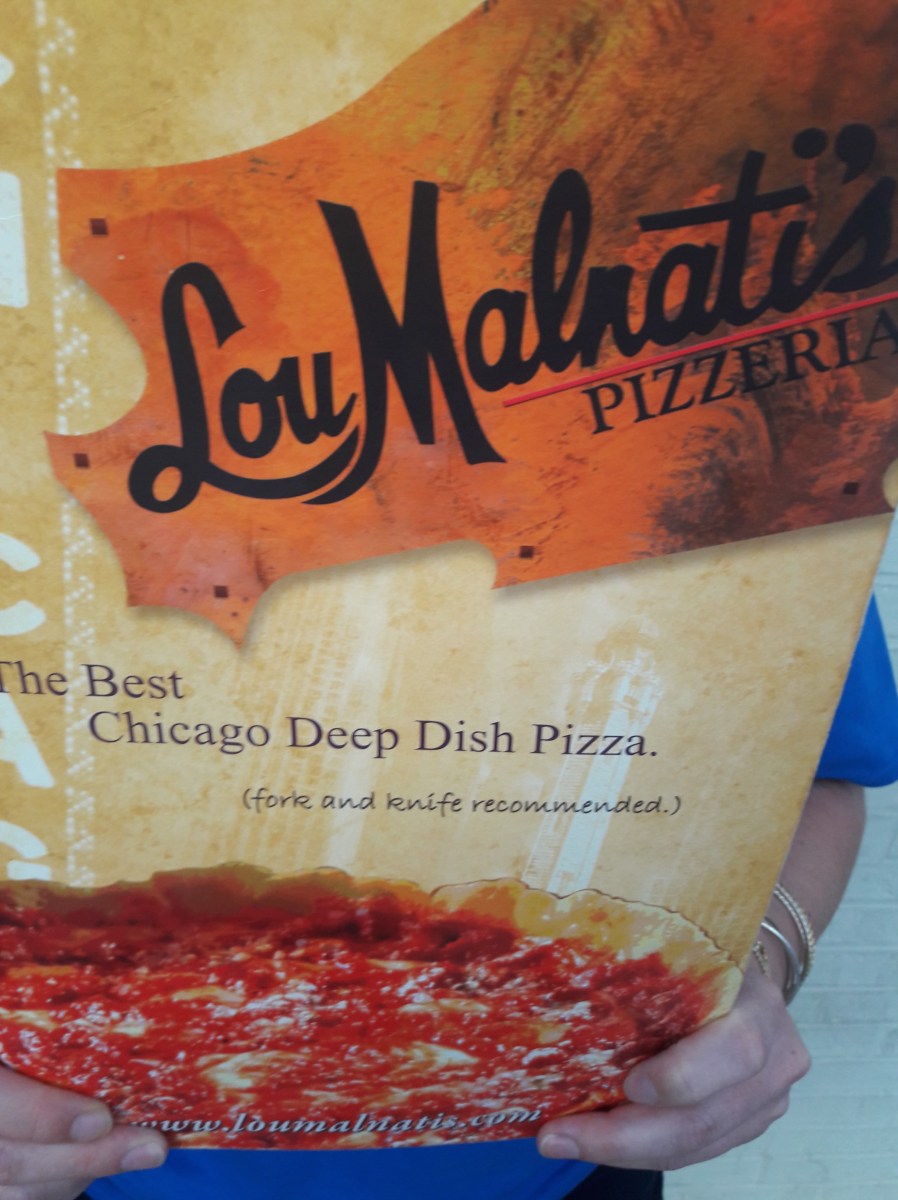 Lou Malnati's
PIZZERIA
The Best
Chicago Deep Dish Pizza.
(fork and knife recommended.)
www.loumalnatis.com